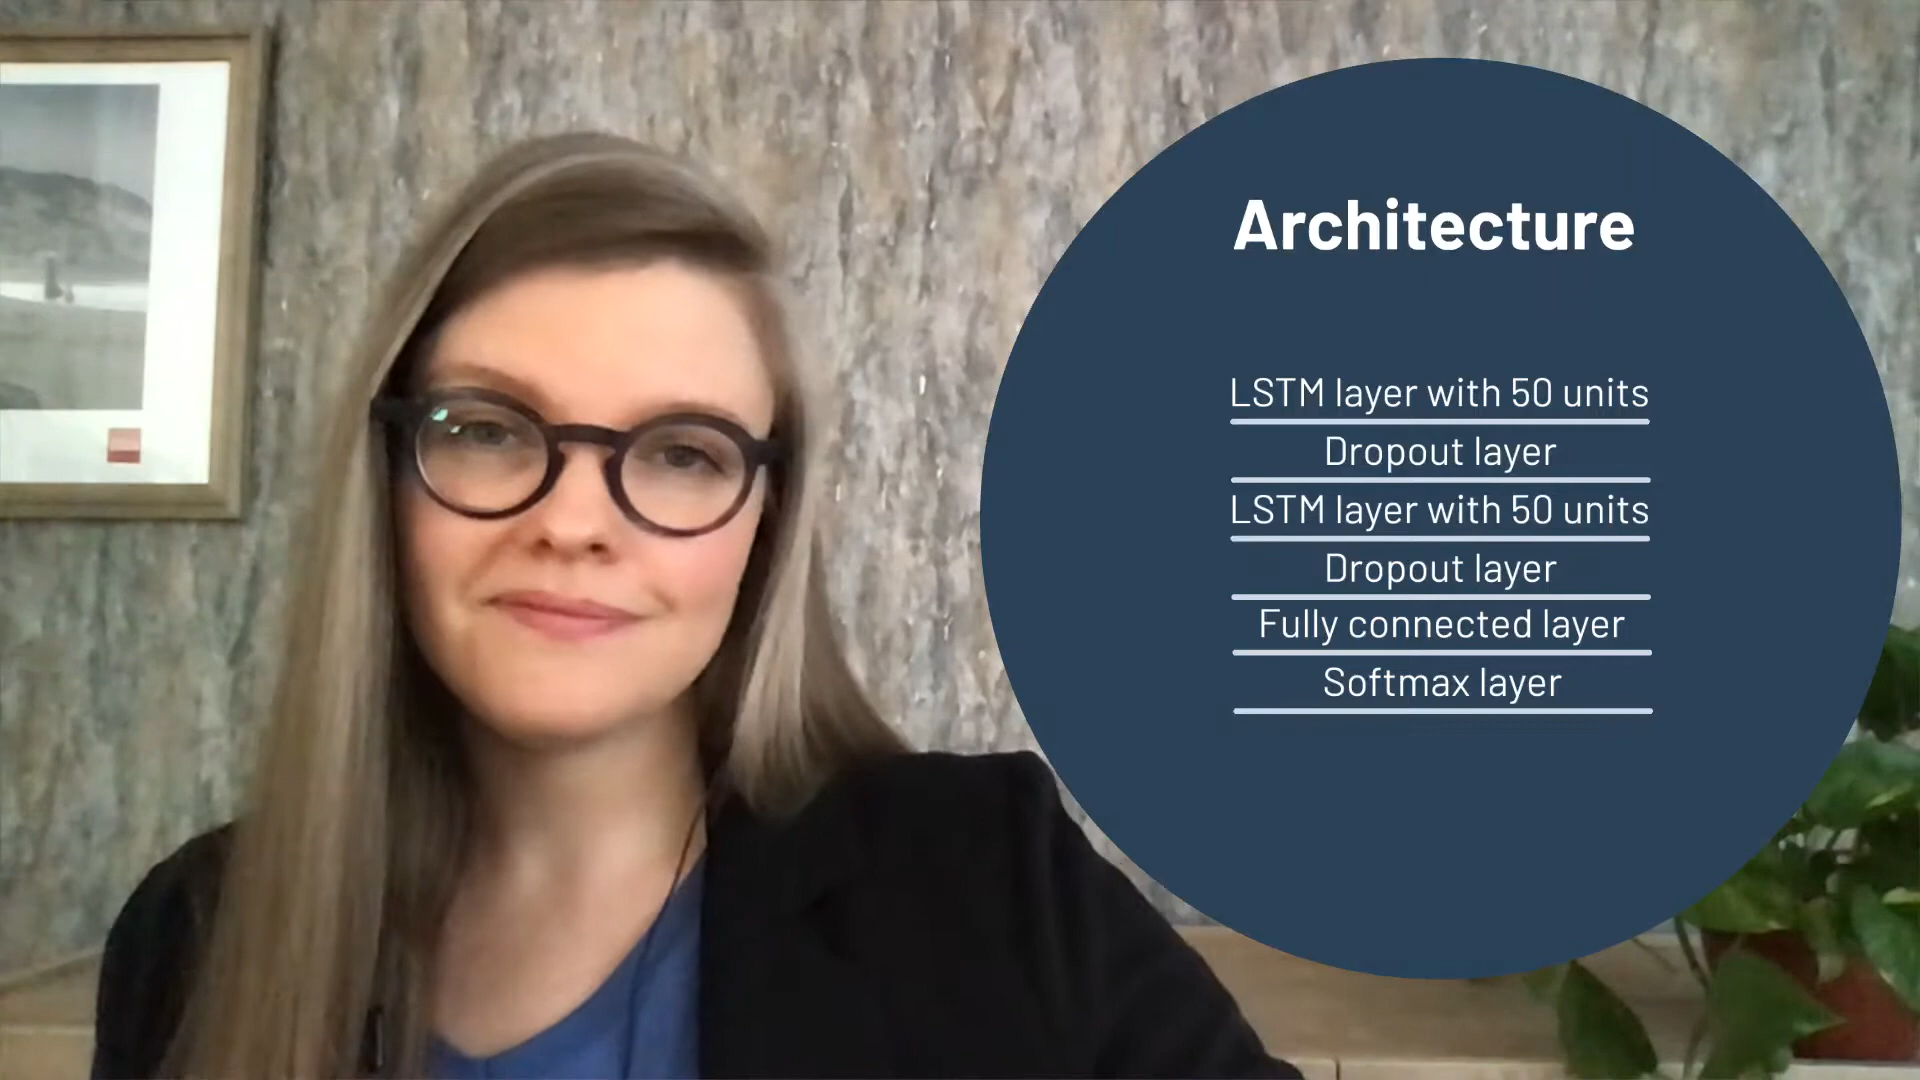 Architecture
LSTM layer with 50 units
Dropout layer
LSTM layer with 50 units
Dropout layer
Fully connected layer
Softmax layer